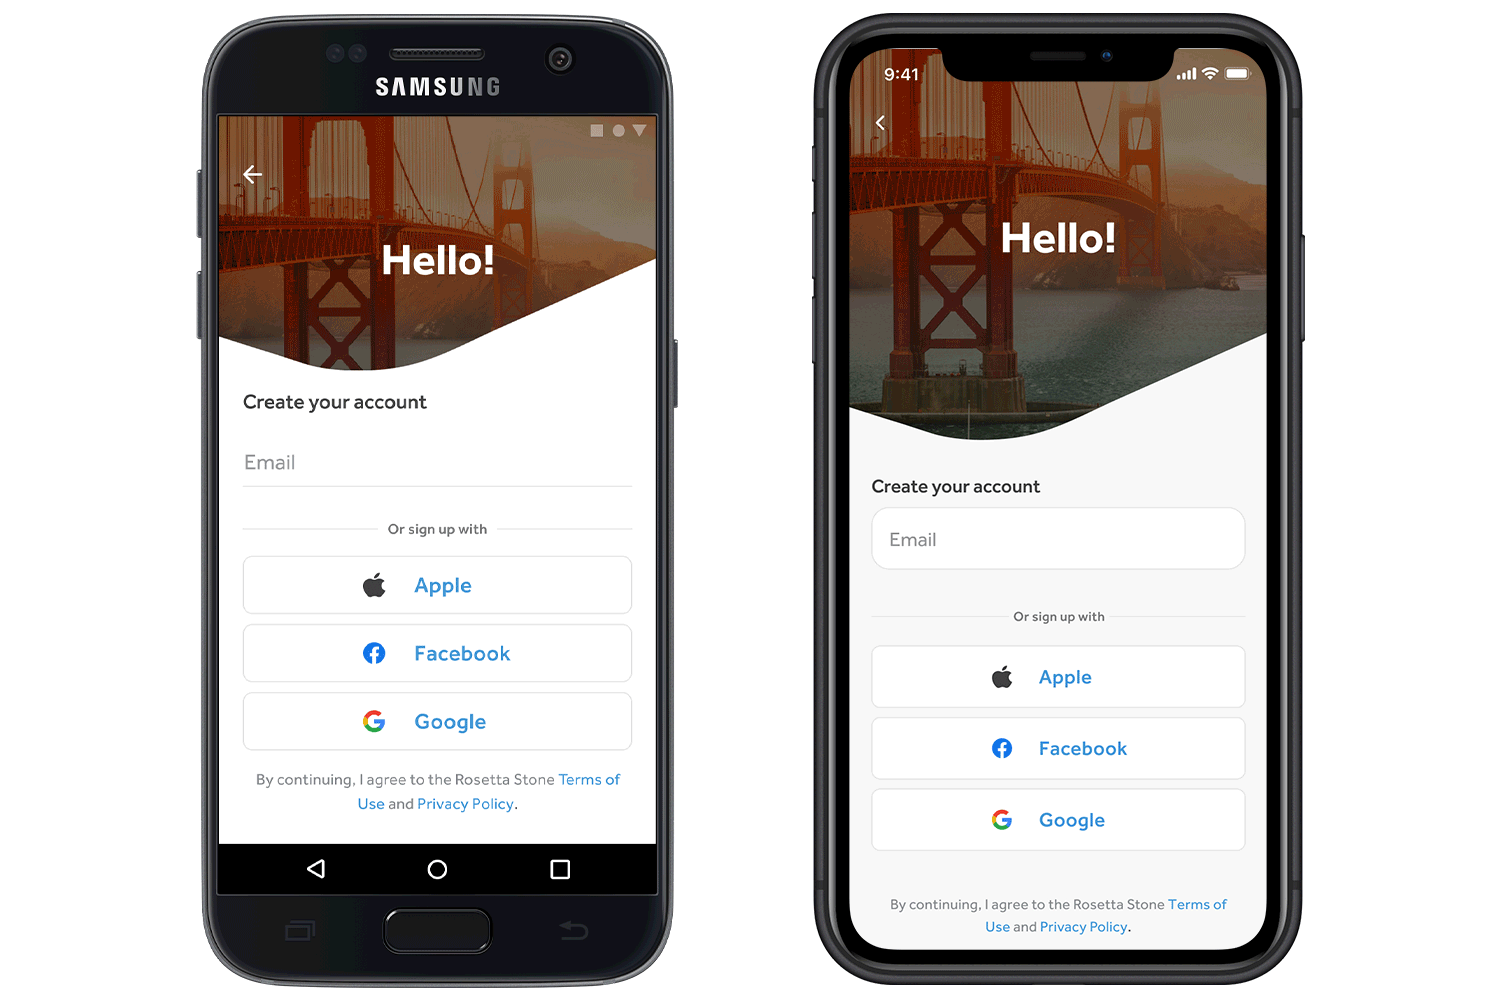 SAMSUNG
Hello!
Create your account
Email
Or sign up with
Apple
Facebook
Google
By continuing, I agree to the Rosetta Stone Terms of
Use and Privacy Policy.
9:41
Hello!
Create your account
Email
Or sign up with
Apple
Facebook
Google
By continuing, I agree to the Rosetta Stone Terms of
Use and Privacy Policy.